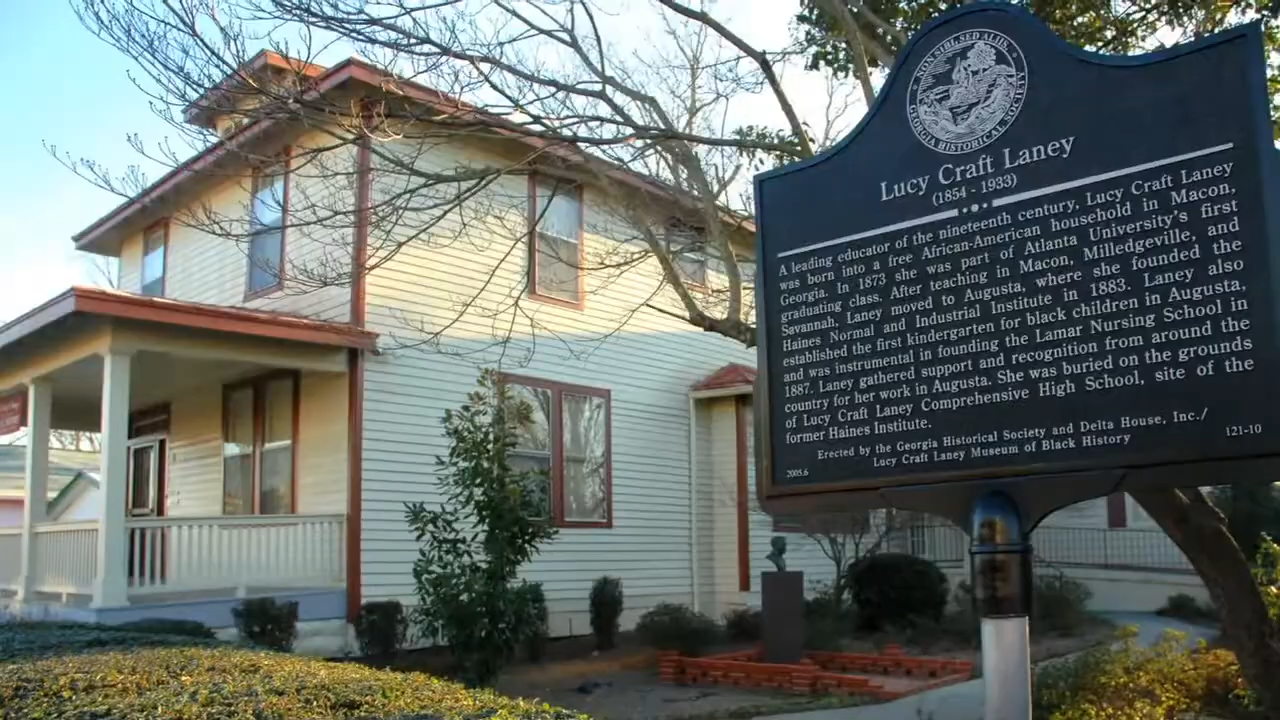 NON SIBI, SED ALIIS.
GEORGIA HISTORICAL SOCIETY
Lucy Craft Laney
(1854 - 1933)
A leading educator of the nineteenth century, Lucy Craft Laney
was born into a free African-American household in Macon,
Georgia. In 1873 she was part of Atlanta University's first
graduating class. After teaching in Macon, Milledgeville, and
Savannah, Laney moved to Augusta, where she founded the
Haines Normal and Industrial Institute in 1883. Laney also
established the first kindergarten for black children in Augusta,
and was instrumental in founding the Lamar Nursing School in
1887. Laney gathered support and recognition from around the
country for her work in Augusta. She was buried on the grounds
of Lucy Craft Laney Comprehensive High School, site of the
former Haines Institute.
Erected by the Georgia Historical Society and Delta House, Inc./
Lucy Craft Laney Museum of Black History
2005.6
121-10